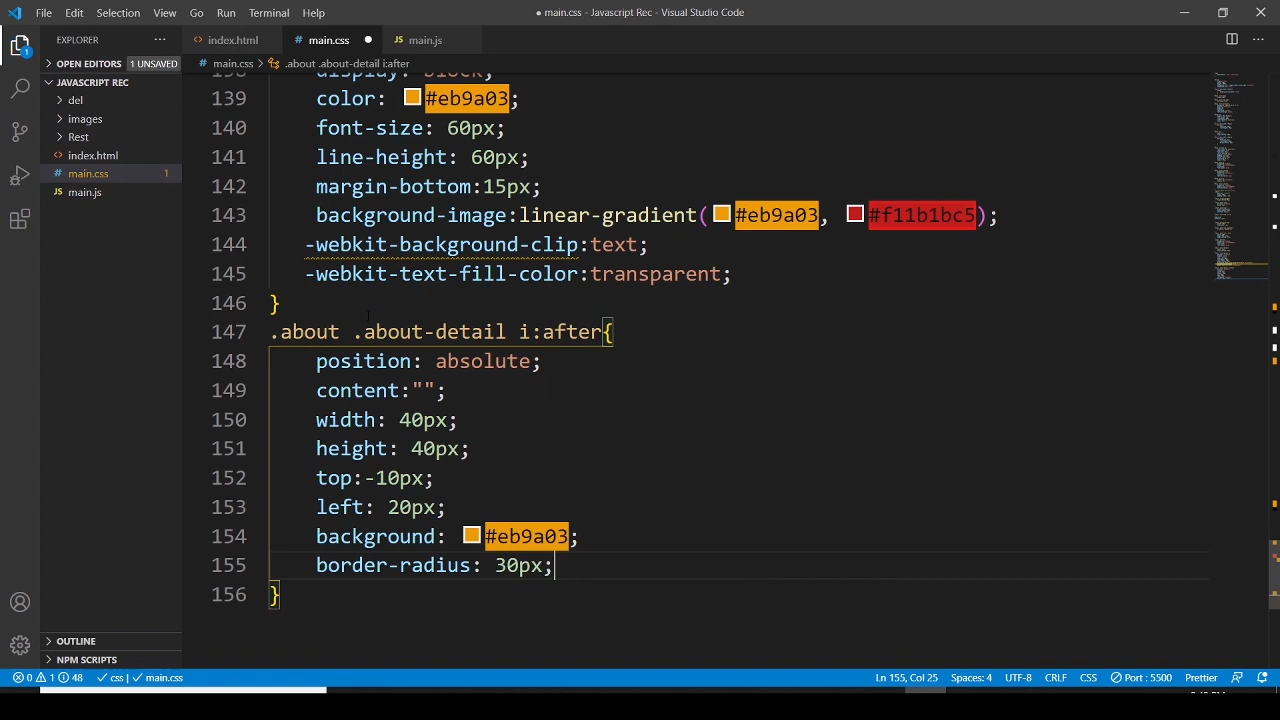 File Edit Selection View Go Run Terminal Help
● main.css - Javascript Rec - Visual Studio Code
EXPLORER
index.html
main.css
main.js
OPEN EDITORS 1 UNSAVED
main.css > .about .about-detail i:after
JAVASCRIPT REC
del
images
Rest
index.html
main.css 1
main.js
display: block;
139 color: #eb9a03;
140 font-size: 60px;
141 line-height: 60px;
142 margin-bottom:15px;
143 background-image:linear-gradient(#eb9a03, #f11b1bc5);
144 -webkit-background-clip:text;
145 -webkit-text-fill-color:transparent;
146 }
147 .about .about-detail i:after{
148 position: absolute;
149 content:"";
150 width: 40px;
151 height: 40px;
152 top:-10px;
153 left: 20px;
154 background: #eb9a03;
155 border-radius: 30px;
156 }
OUTLINE
NPM SCRIPTS
0 1 48 css | main.css Ln 155, Col 25 Spaces: 4 UTF-8 CRLF CSS Port : 5500 Prettier